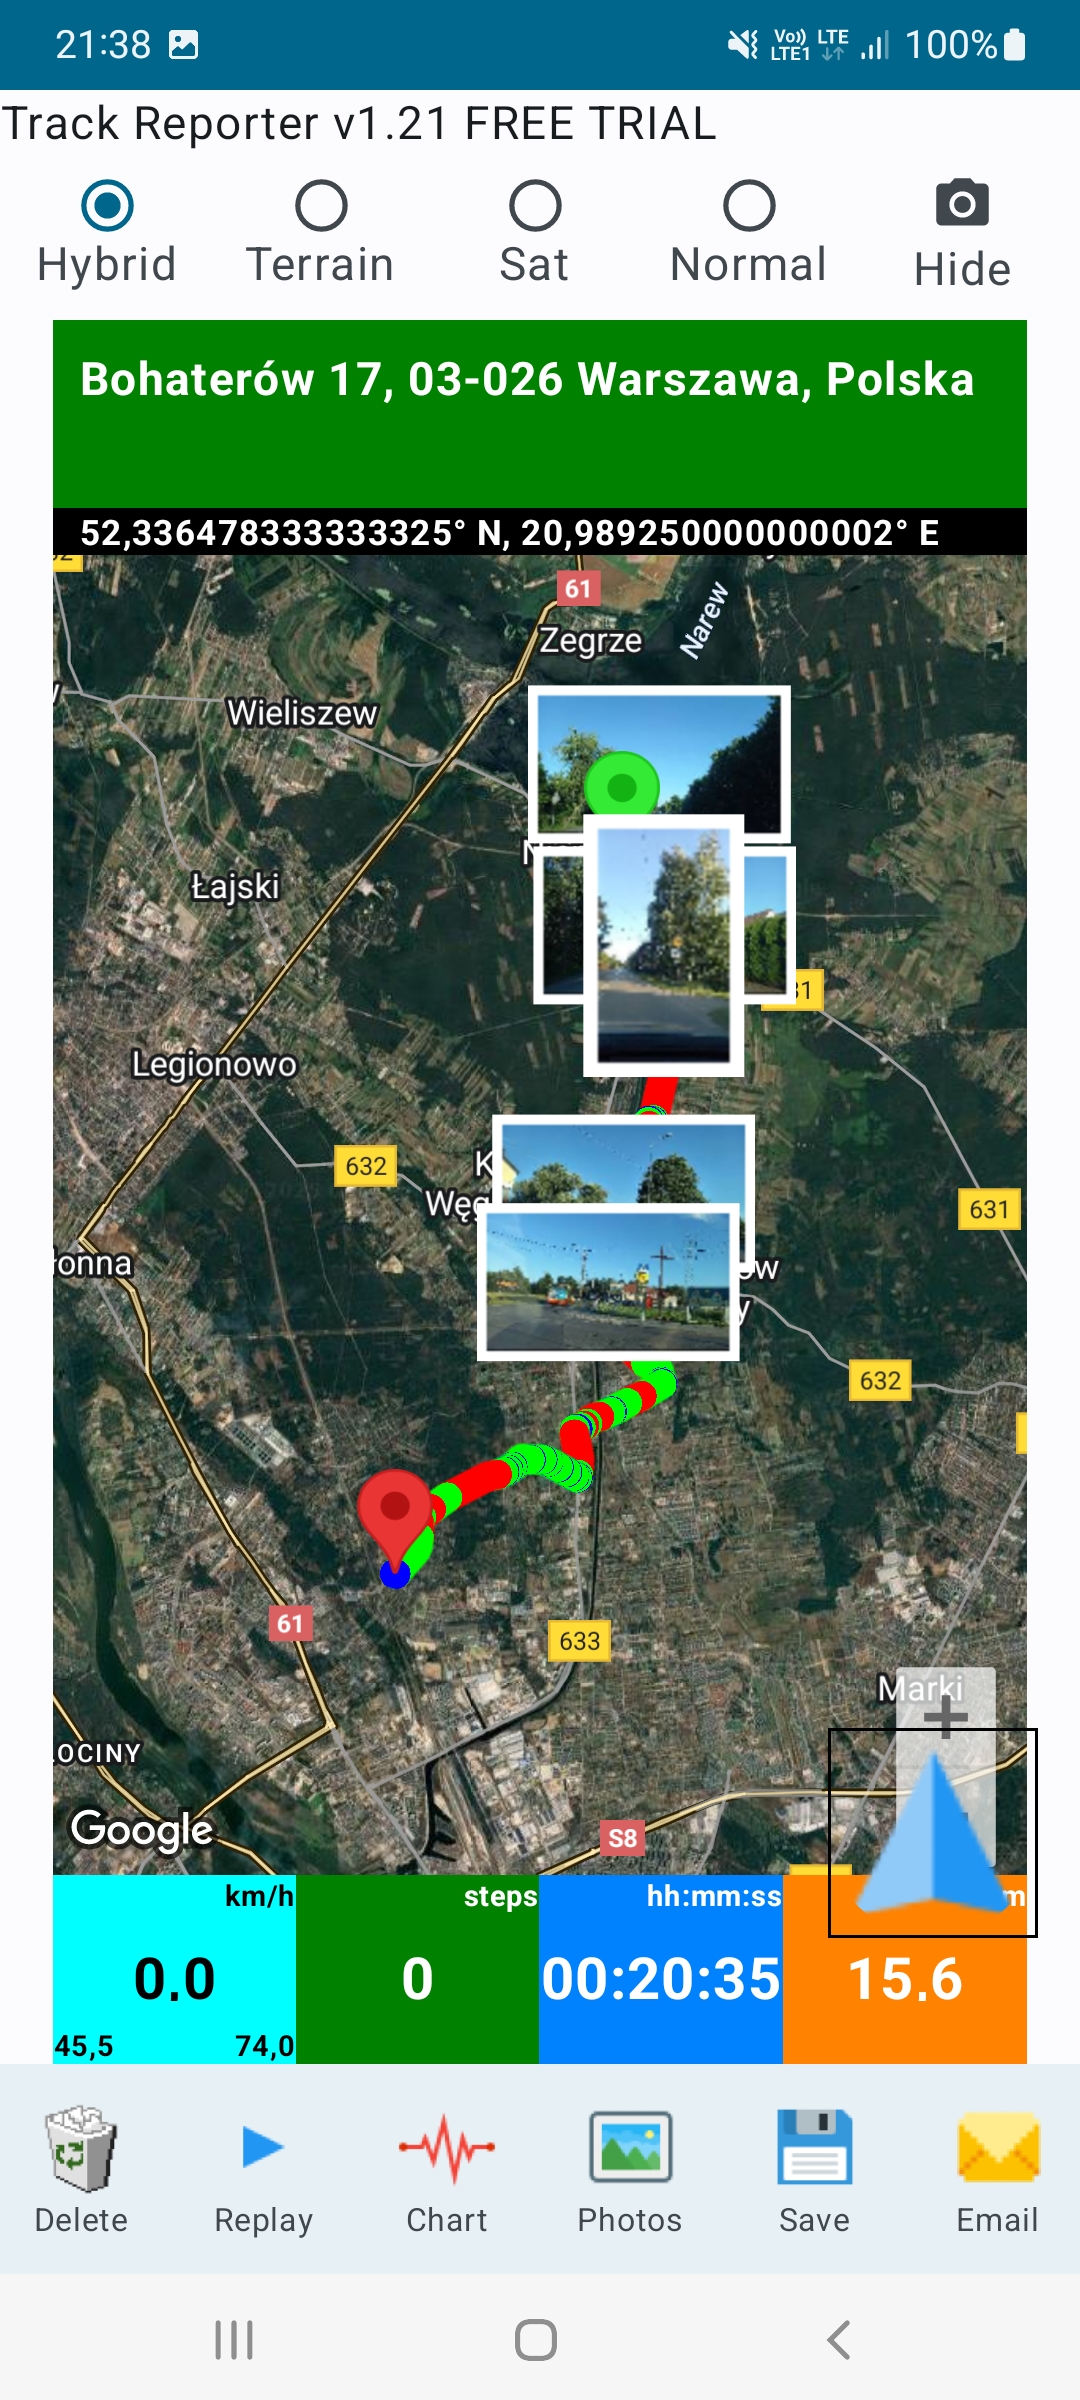 21:38
Vo)) LTE
LTE1
100%
Track Reporter v1.21 FREE TRIAL
Hybrid Terrain Sat Normal Hide
Bohaterów 17, 03-026 Warszawa, Polska
52,336478333333325° N, 20,989250000000002° E
61
Zegrze
Narew
Wieliszew
Łajski
Legionowo
632
631
632
61
633
Marki
Google
S8
km/h steps hh:mm:ss
0,0 0 00:20:35 15,6
45,5 74,0
Delete Replay Chart Photos Save Email